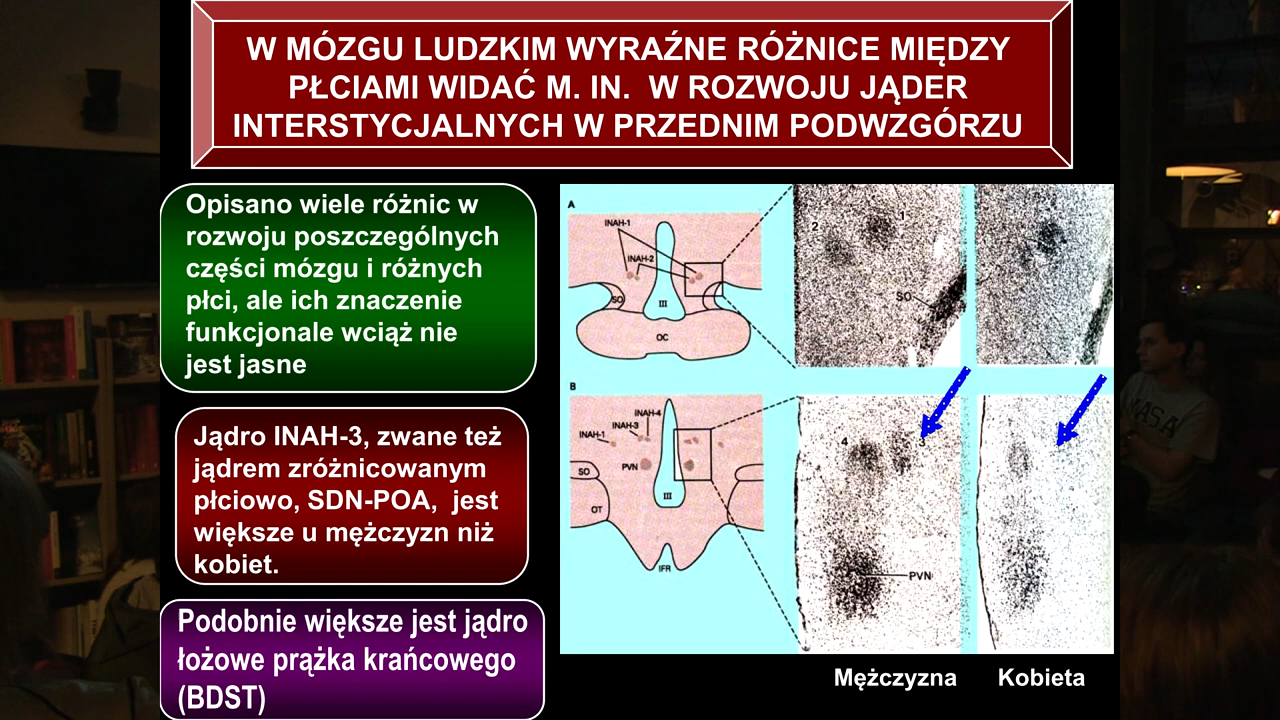 W MÓZGU LUDZKIM WYRAŹNE RÓŻNICE MIĘDZY
PŁCIAMI WIDAĆ M. IN. W ROZWOJU JĄDER
INTERSTYCJALNYCH W PRZEDNIM PODWZGÓRZU
Opisano wiele różnic w
rozwoju poszczególnych
części mózgu i różnych
płci, ale ich znaczenie
funkcjonale wciąż nie
jest jasne
Jądro INAH-3, zwane też
jądrem zróżnicowanym
płciowo, SDN-POA, jest
większe u mężczyzn niż
kobiet.
Podobnie większe jest jądro
łożowe prążka krańcowego
(BDST)
A
INAH-1
INAH-2
SO
III
OC
1
2
SO
B
INAH-4
INAH-3
INAH-1
PVN
SO
III
OT
IFR
4
3
PVN
Mężczyzna
Kobieta
NASA